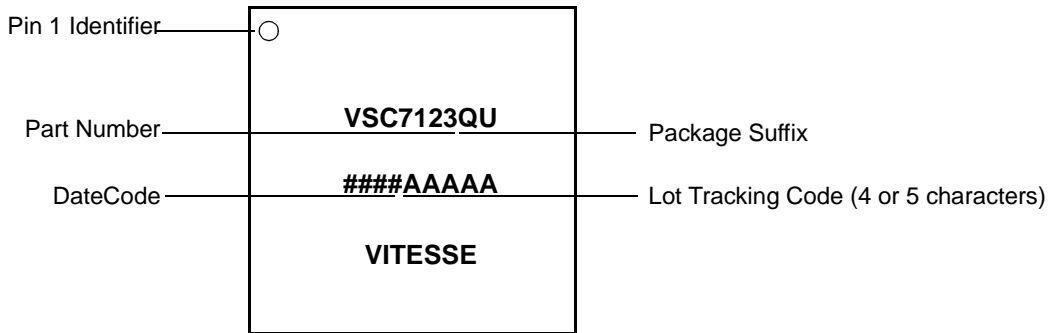 Pin 1 Identifier
VSC7123QU
Part Number
Package Suffix
####AAAAA
DateCode
Lot Tracking Code (4 or 5 characters)
VITESSE